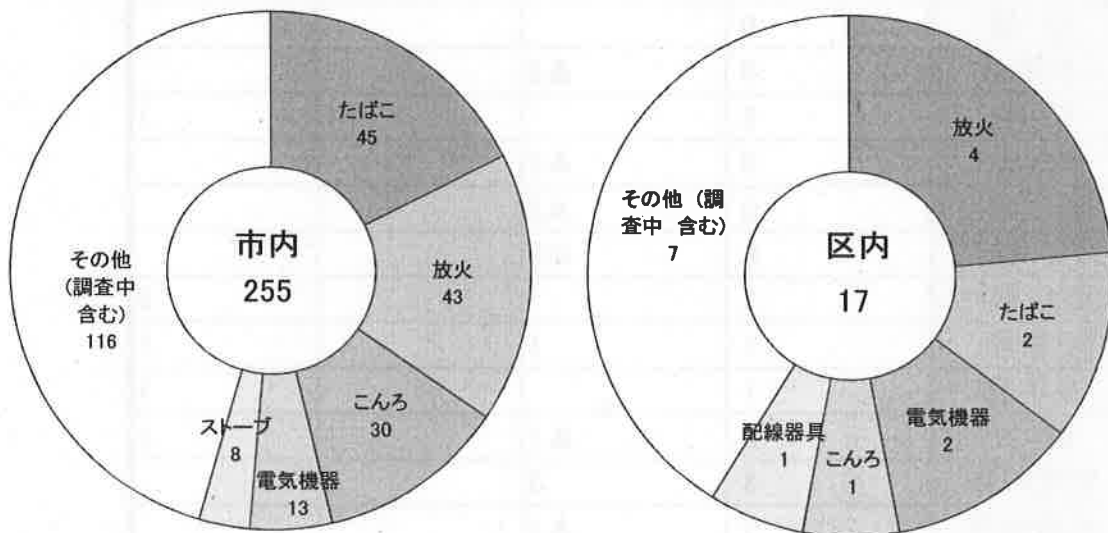 たばこ
45
放火
43
こんろ
30
電気機器
13
ストーブ
8
その他
(調査中
含む)
116
市内
255
放火
4
たばこ
2
電気機器
2
こんろ
1
配線器具
1
その他 (調
査中 含む)
7
区内
17